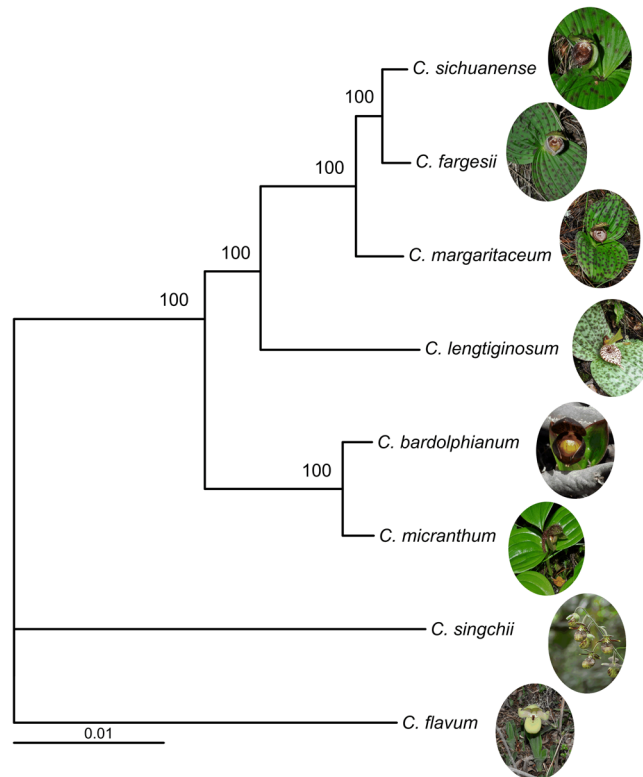 C. sichuanense
100
C. fargesii
100
C. margaritaceum
100
100
C. lengtiginosum
C. bardolphianum
100
C. micranthum
C. singchii
C. flavum
0.01